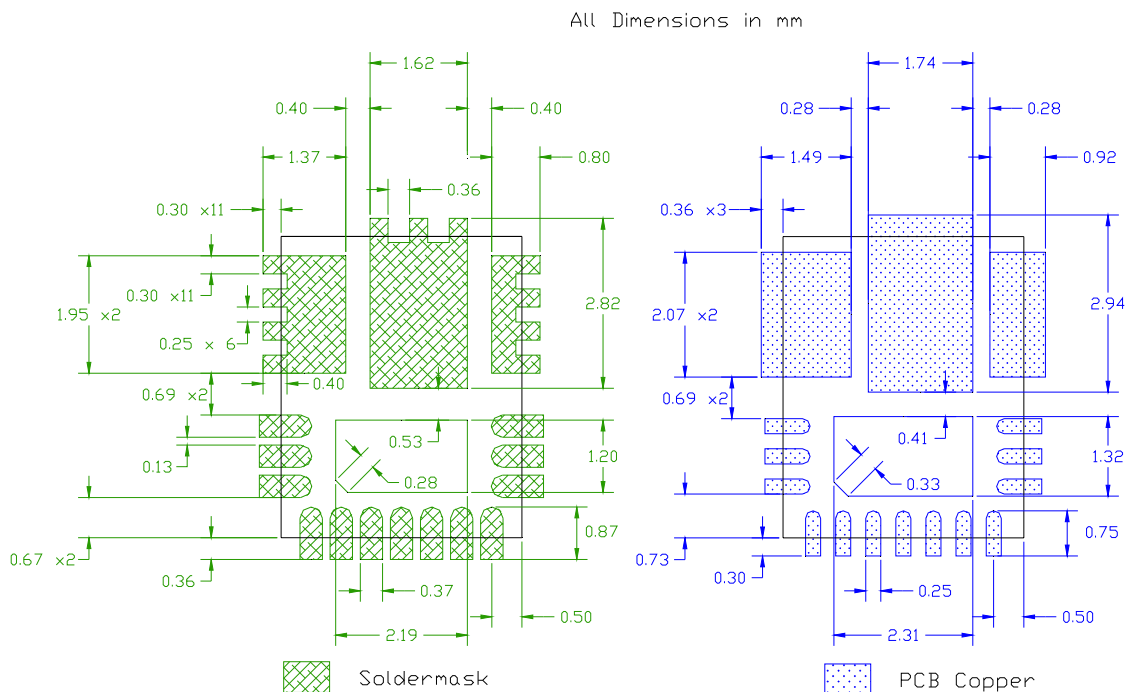 All Dimensions in mm
1.62
1.74
0.40
0.40
0.28
0.28
1.37
0.80
1.49
0.92
0.36
0.30 x11
0.36 x3
0.30 x11
1.95 x2
2.82
2.07 x2
2.94
0.25 x 6
0.40
0.69 x2
0.69 x2
0.53
0.41
0.13
1.20
1.32
0.28
0.33
0.87
0.75
0.67 x2
0.73
0.36
0.30
0.37
0.25
0.50
0.50
2.19
2.31
Soldermask
PCB Copper